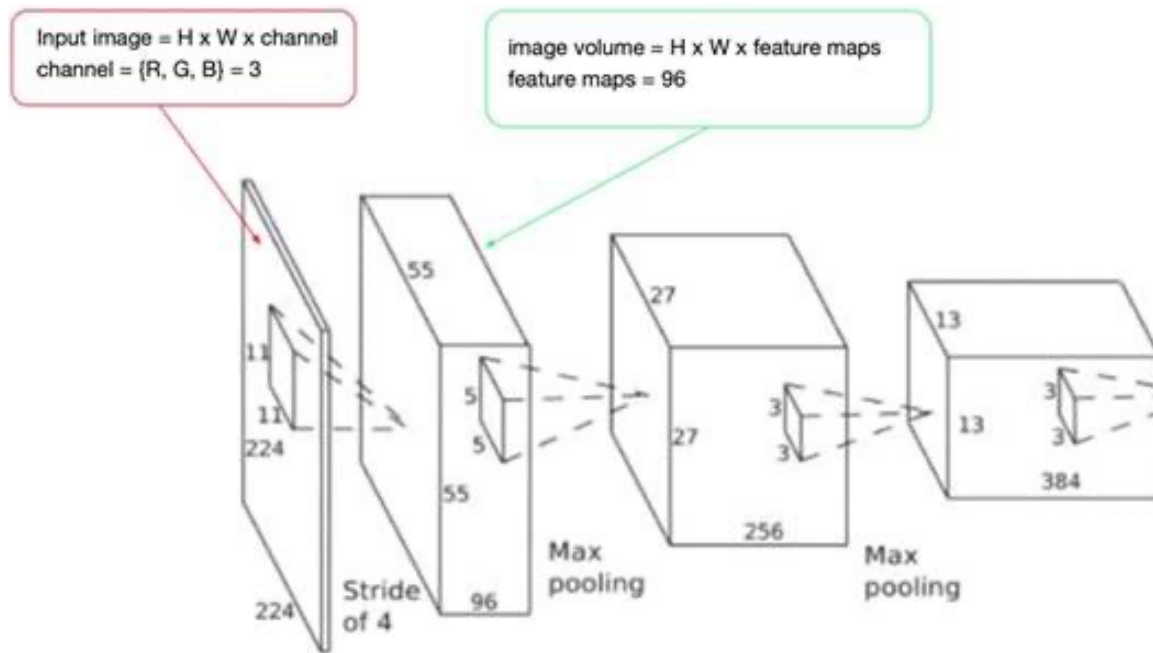 Input image = H x W x channel
channel = {R, G, B} = 3
image volume = H x W x feature maps
feature maps = 96
11
11
224
224
Stride
of 4
55
55
5
5
96
Max
pooling
27
27
3
3
256
Max
pooling
13
13
3
3
384